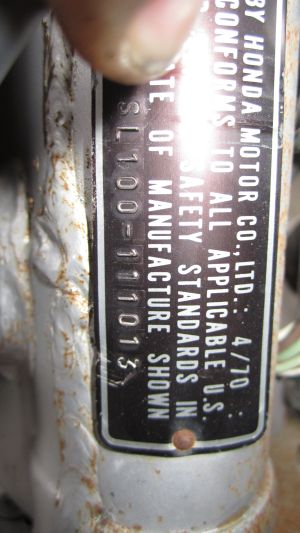 BY HONDA MOTOR CO.,LTD.: 4/70 :
CONFORMS TO ALL APPLICABLE U.S
SAFETY STANDARDS IN
OF MANUFACTURE SHOWN
SL100-111013